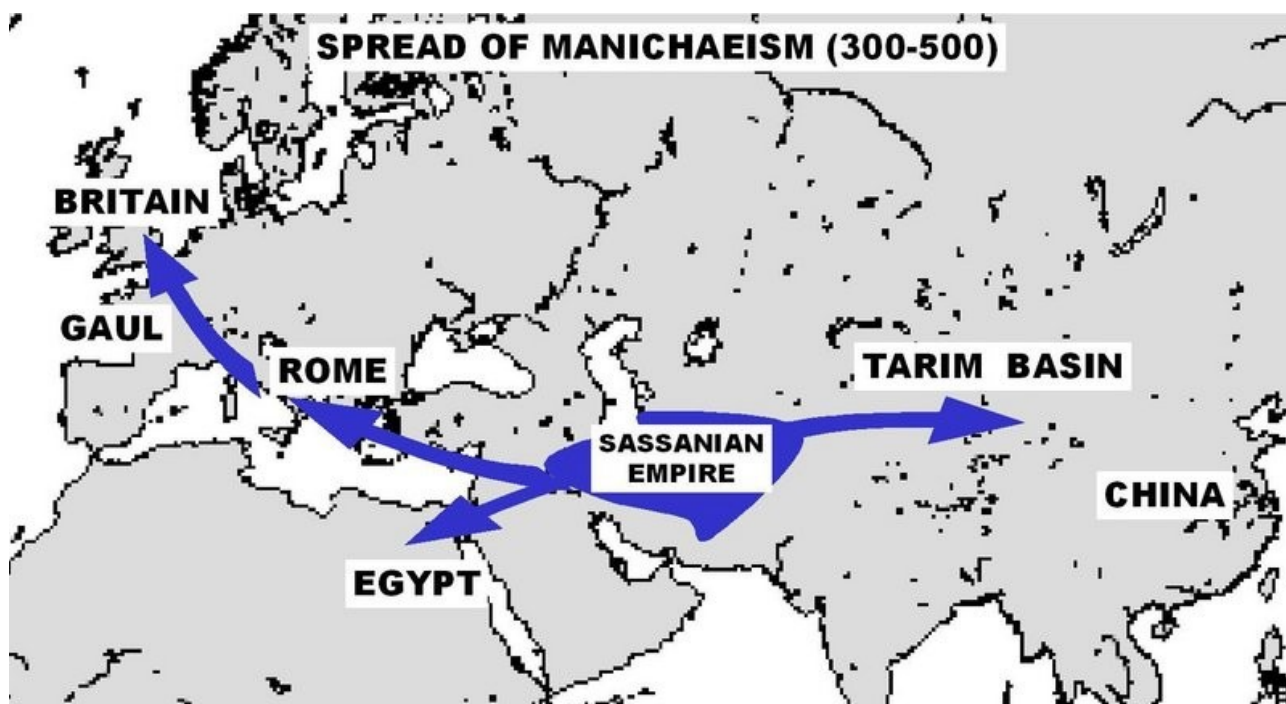 SPREAD OF MANICHAEISM (300-500)
BRITAIN
GAUL
ROME
TARIM BASIN
SASSANIAN
EMPIRE
CHINA
EGYPT